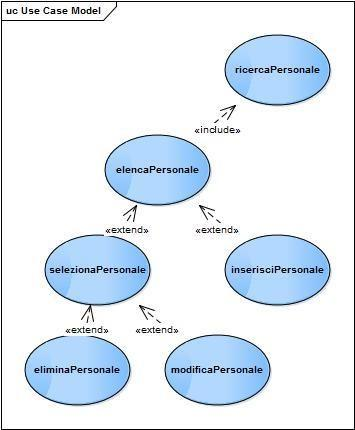 uc Use Case Model
ricercaPersonale
«include»
elencaPersonale
«extend»
«extend»
selezionaPersonale
inserisciPersonale
«extend»
«extend»
eliminaPersonale
modificaPersonale